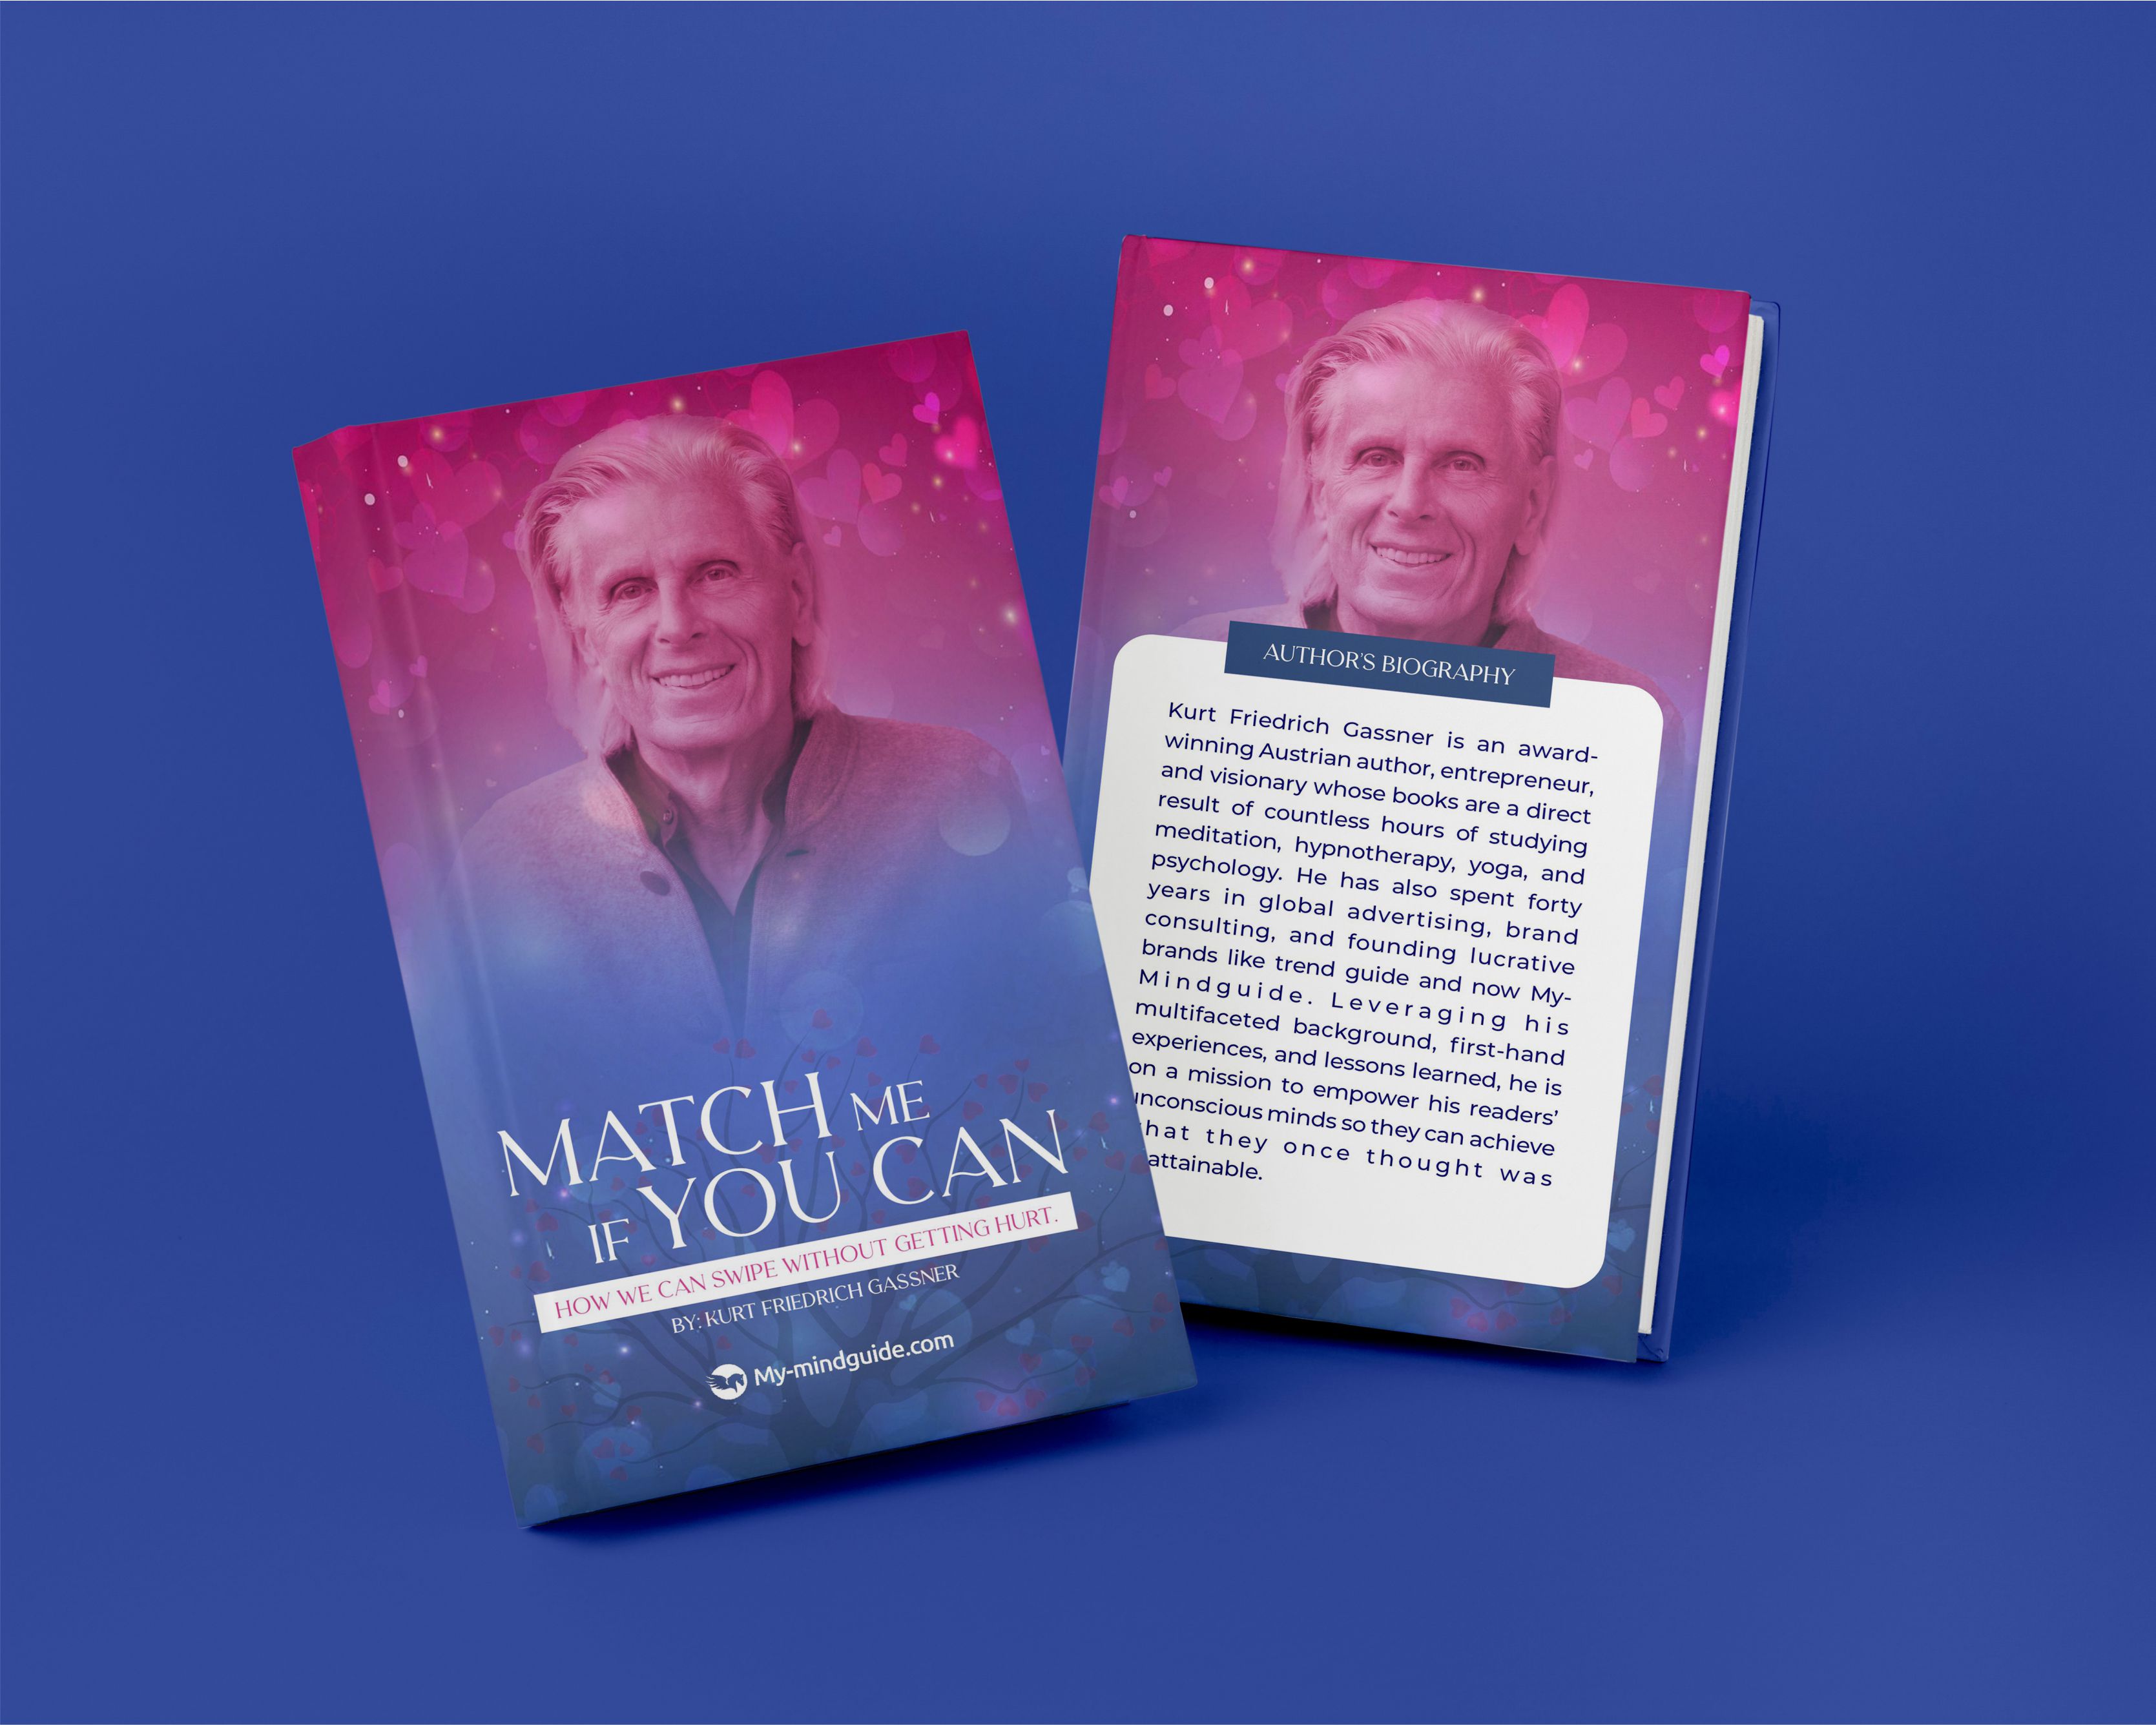 MATCH ME
IF YOU CAN
HOW WE CAN SWIPE WITHOUT GETTING HURT.
BY: KURT FRIEDRICH GASSNER
My-mindguide.com
AUTHOR'S BIOGRAPHY
Kurt Friedrich Gassner is an award-
winning Austrian author, entrepreneur,
and visionary whose books are a direct
result of countless hours of studying
meditation, hypnotherapy, yoga, and
psychology. He has also spent forty
years in global advertising, brand
consulting, and founding lucrative
brands like trend guide and now My-
Mindguide. Leveraging his
multifaceted background, first-hand
experiences, and lessons learned, he is
on a mission to empower his readers'
minds so they can achieve
they once thought was